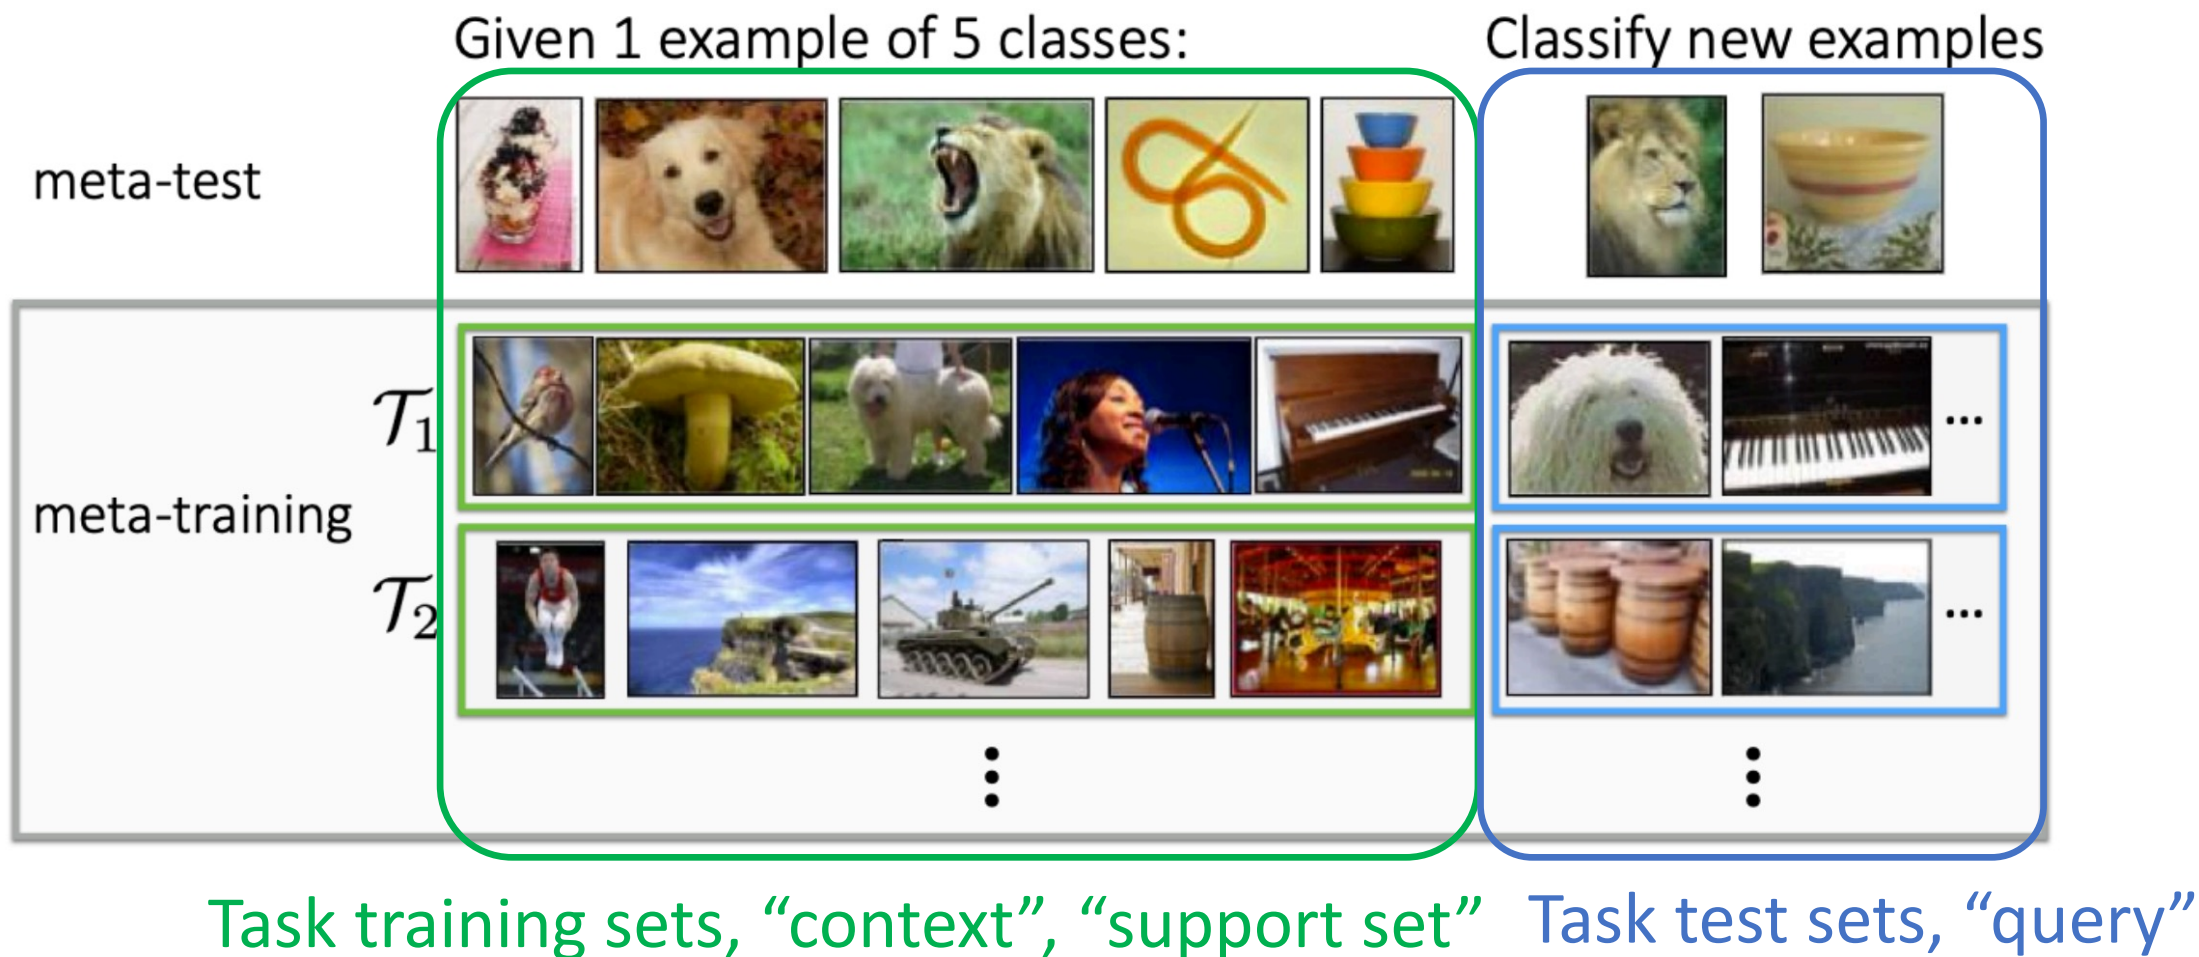 Given 1 example of 5 classes:
Classify new examples
meta-test
𝒯1
...
meta-training
𝒯2
...
Task training sets, “context”, “support set”
Task test sets, “query”